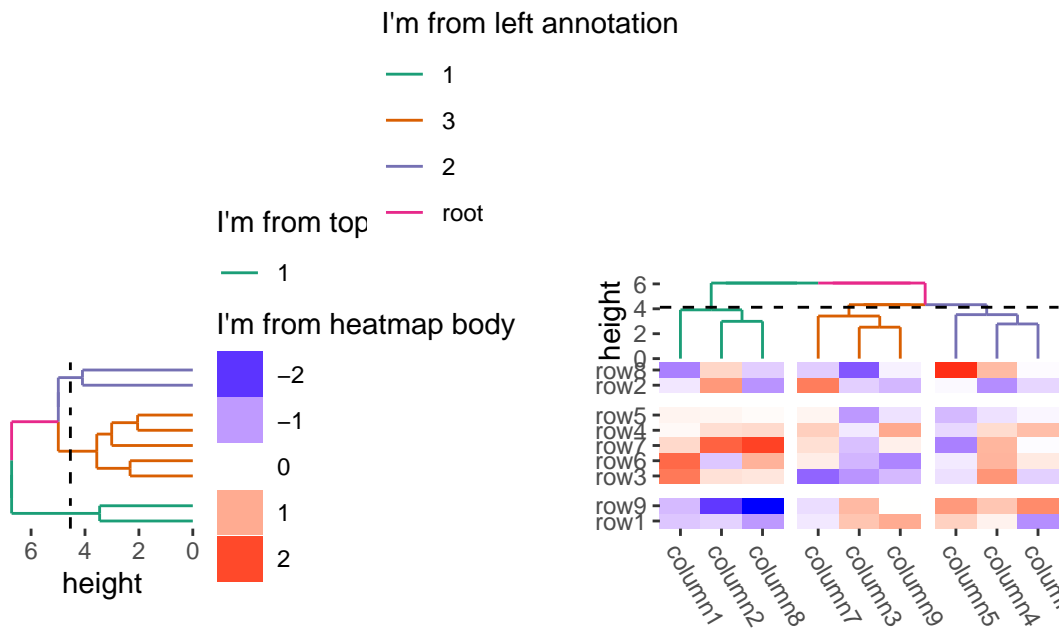 I'm from left annotation
1
3
2
root
I'm from top
1
I'm from heatmap body
−2
−1
0
1
2
6 4 2 0
height
height
6
4
2
0
row8
row2
row5
row4
row7
row6
row3
row9
row1
column1 column2 column8 column7 column3 column9 column5 column4 column